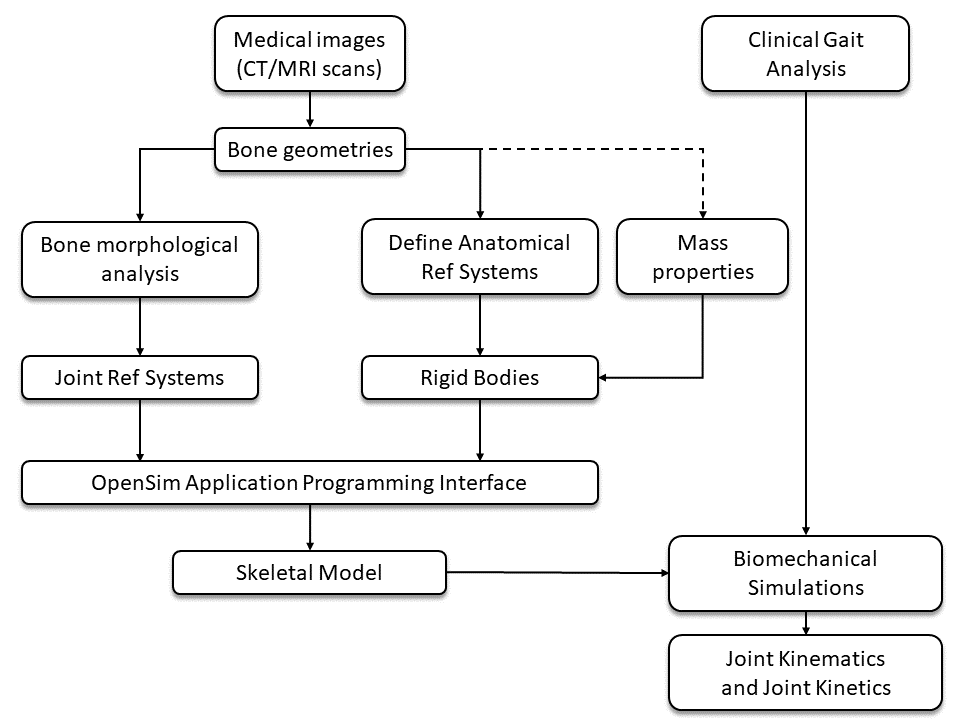 Medical images
(CT/MRI scans)
Clinical Gait
Analysis
Bone geometries
Bone morphological
analysis
Define Anatomical
Ref Systems
Mass
properties
Joint Ref Systems
Rigid Bodies
OpenSim Application Programming Interface
Skeletal Model
Biomechanical
Simulations
Joint Kinematics
and Joint Kinetics